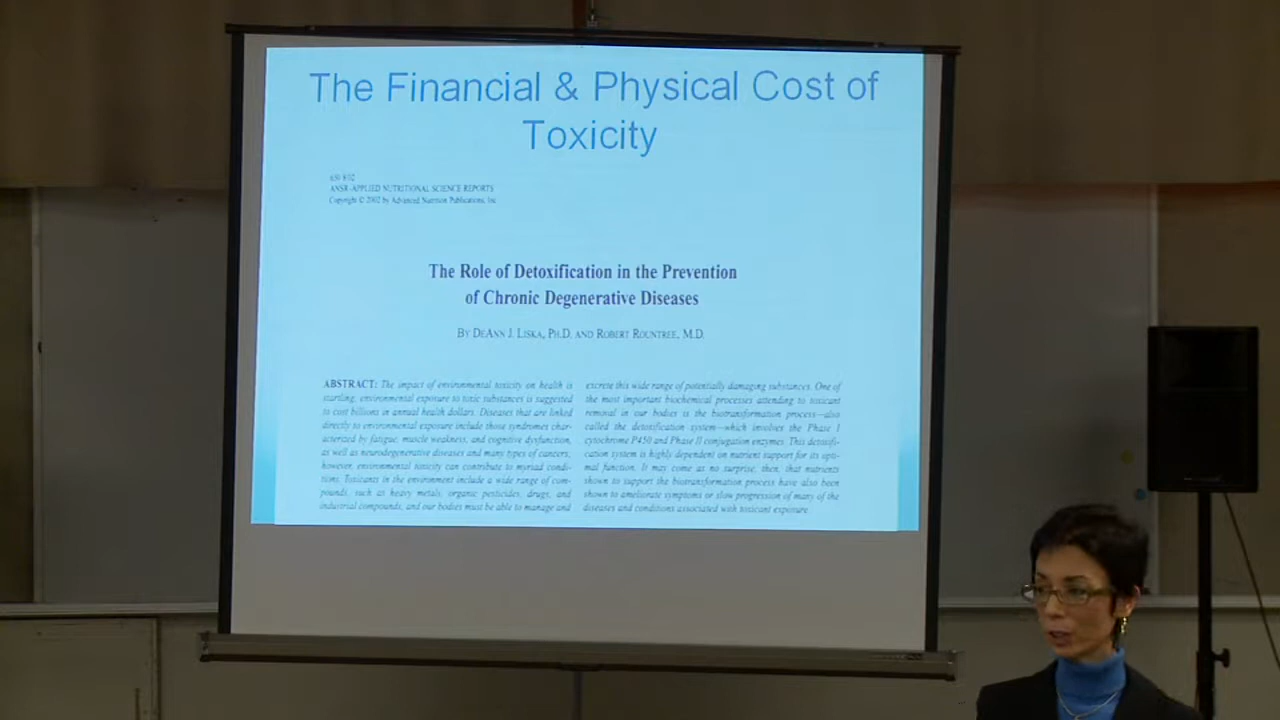 The Financial & Physical Cost of
Toxicity
ANSR-APPLIED NUTRITIONAL SCIENCE REPORTS
Copyright © 2002 by Advanced Nutrition Publications, Inc
The Role of Detoxification in the Prevention
of Chronic Degenerative Diseases
BY DEANN J. LISKA, PH.D. AND ROBERT ROUNTREE, M.D.
ABSTRACT: The impact of environmental toxicity on health is
startling, environmental exposure to toxic substances is suggested
to cost billions in annual health dollars. Diseases that are linked
directly to environmental exposure include those syndromes char-
acterized by fatigue, muscle weakness, and cognitive dysfunction,
as well as neurodegenerative diseases and many types of cancers;
however, environmental toxicity can contribute to myriad condi-
tions. Toxicants in the environment include a wide range of com-
pounds, such as heavy metals, organic pesticides, drugs, and
industrial compounds, and our bodies must be able to manage and
excrete this wide range of potentially damaging substances. One of
the most important biochemical processes attending to toxicant
removal in our bodies is the biotransformation process—also
called the detoxification system—which involves the Phase I
cytochrome P450 and Phase II conjugation enzymes. This detoxifi-
cation system is highly dependent on nutrient support for its opti-
mal function. It may come as no surprise, then, that nutrients
shown to support the biotransformation process have also been
shown to ameliorate symptoms or slow progression of many of the
diseases and conditions associated with toxicant exposure.